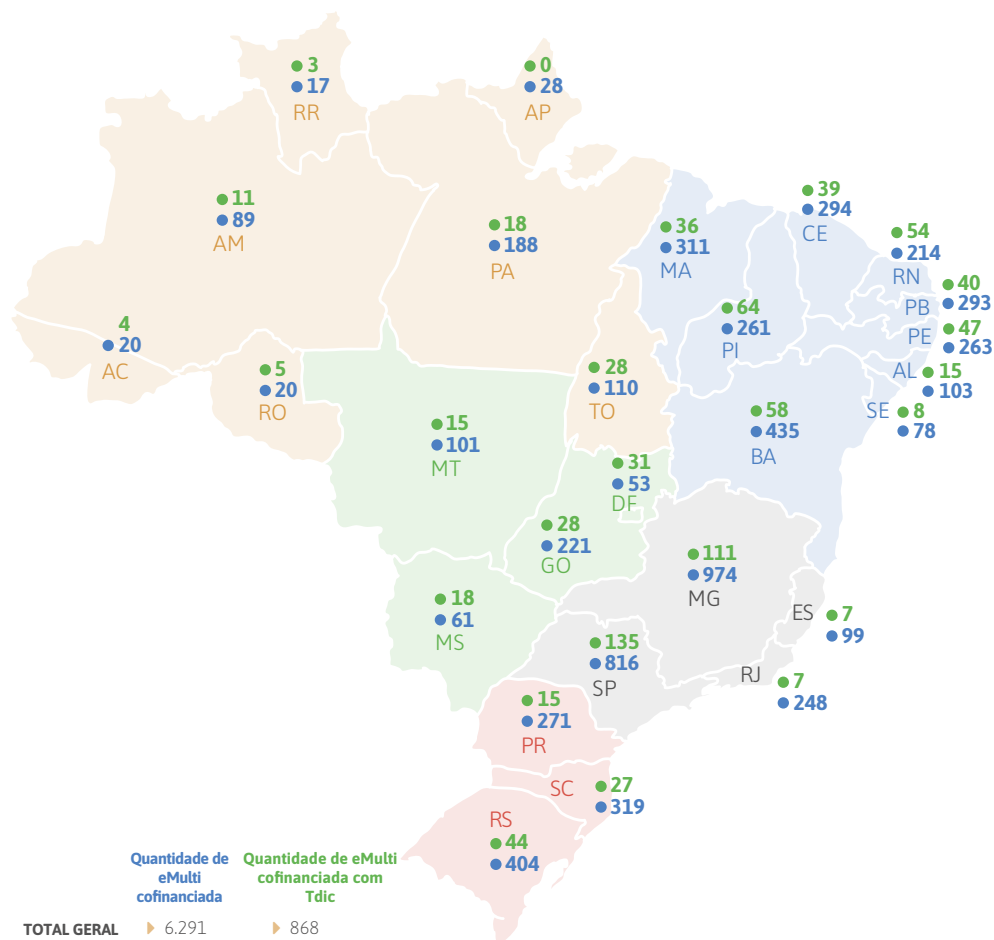 3
17
RR
0
28
AP
11
89
AM
18
188
PA
36
311
MA
39
294
CE
54
214
RN
40
PB 293
47
PE 263
64
261
PI
AL 15
103
SE 8
78
4
20
AC
5
20
RO
28
110
TO
58
435
BA
15
101
MT
31
53
DF
28
221
GO
111
974
MG
ES 7
99
18
61
MS
135
816
SP
RJ 7
248
15
271
PR
SC 27
319
RS
44
404
Quantidade de
eMulti
cofinanciada
Quantidade de eMulti
cofinanciada com
Tdic
TOTAL GERAL 6.291 868